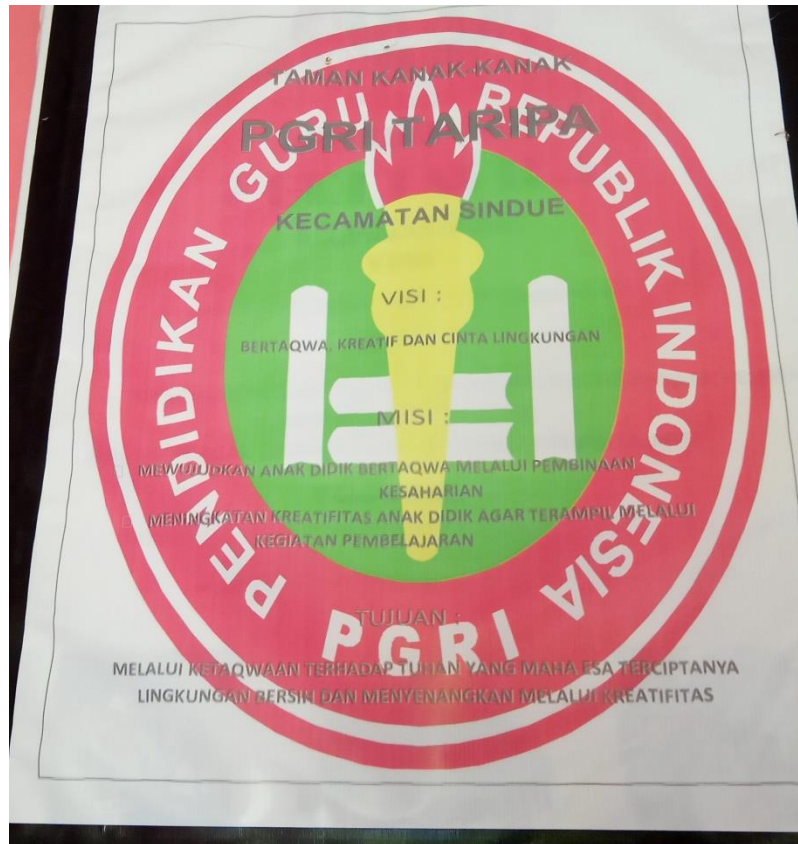 TAMAN KANAK-KANAK
PGRI TARIPA
KECAMATAN SINDUE
VISI :
BERTAQWA, KREATIF DAN CINTA LINGKUNGAN
MISI :
MEWUJUDKAN ANAK DIDIK BERTAQWA MELALUI PEMBINAAN
KESAHARIAN
MENINGKATAN KREATIFITAS ANAK DIDIK AGAR TERAMPIL MELALUI
KEGIATAN PEMBELAJARAN
TUJUAN :
MELALUI KETAQWAAN TERHADAP TUHAN YANG MAHA ESA TERCIPTANYA
LINGKUNGAN BERSIH DAN MENYENANGKAN MELALUI KREATIFITAS
PENDIDIKAN GURU REPUBLIK INDONESIA
PGRI